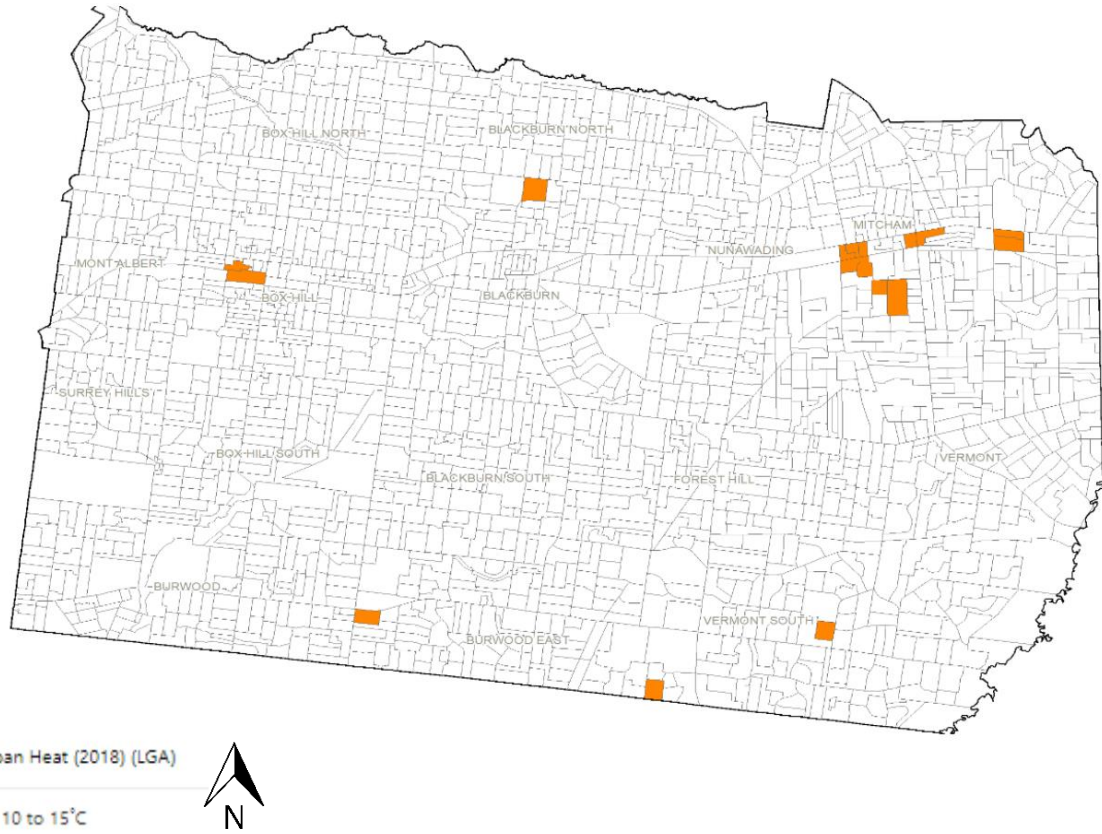 BOX HILL NORTH
BLACKBURN NORTH
MITCHAM
NUNAWADING
MONT ALBERT
BOX HILL
BLACKBURN
SURREY HILLS
BOX HILL SOUTH
BLACKBURN SOUTH
FOREST HILL
VERMONT
BURWOOD
VERMONT SOUTH
BURWOOD EAST
Heat (2018) (LGA)
N
10 to 15°C